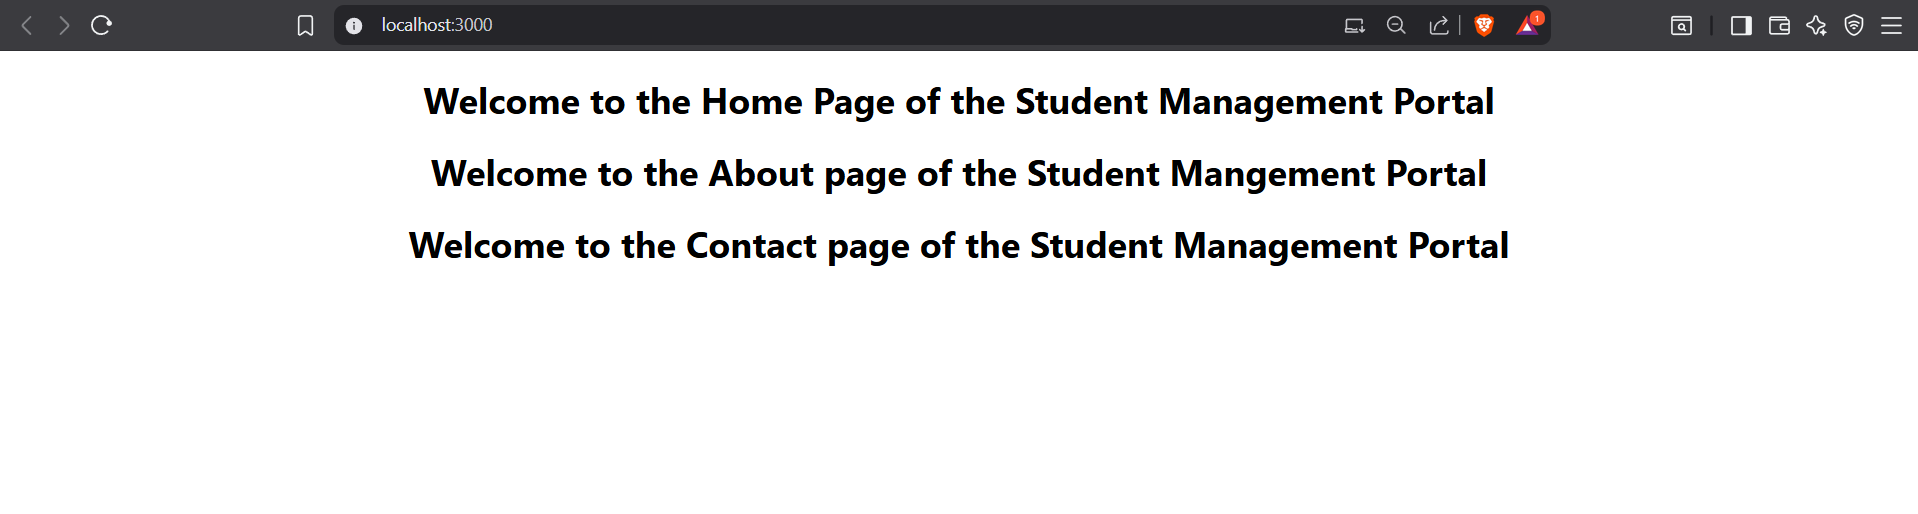 localhost:3000
1
Welcome to the Home Page of the Student Management Portal
Welcome to the About page of the Student Mangement Portal
Welcome to the Contact page of the Student Management Portal